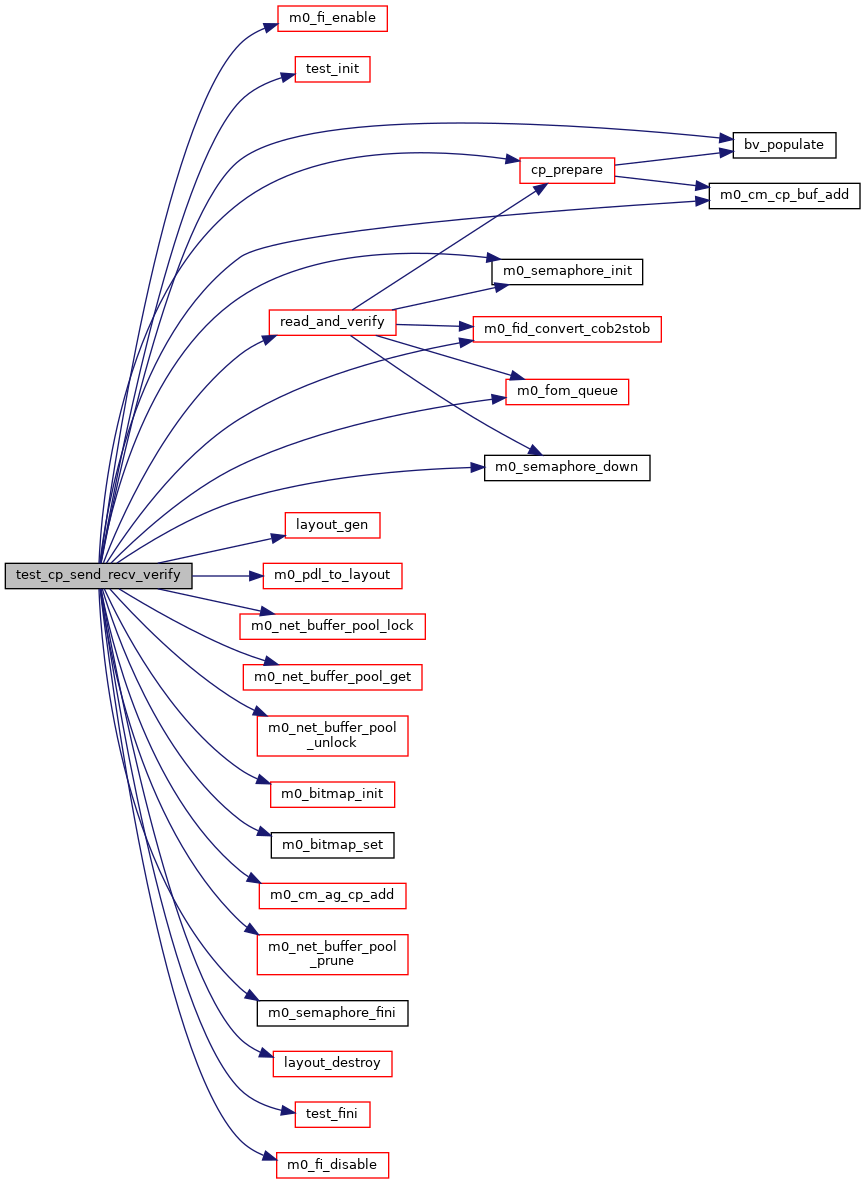 m0_fi_enable
test_init
bv_populate
cp_prepare
m0_cm_cp_buf_add
m0_semaphore_init
read_and_verify
m0_fid_convert_cob2stob
m0_fom_queue
m0_semaphore_down
layout_gen
test_cp_send_recv_verify
m0_pdl_to_layout
m0_net_buffer_pool_lock
m0_net_buffer_pool_get
m0_net_buffer_pool
_unlock
m0_bitmap_init
m0_bitmap_set
m0_cm_ag_cp_add
m0_net_buffer_pool
_prune
m0_semaphore_fini
layout_destroy
test_fini
m0_fi_disable